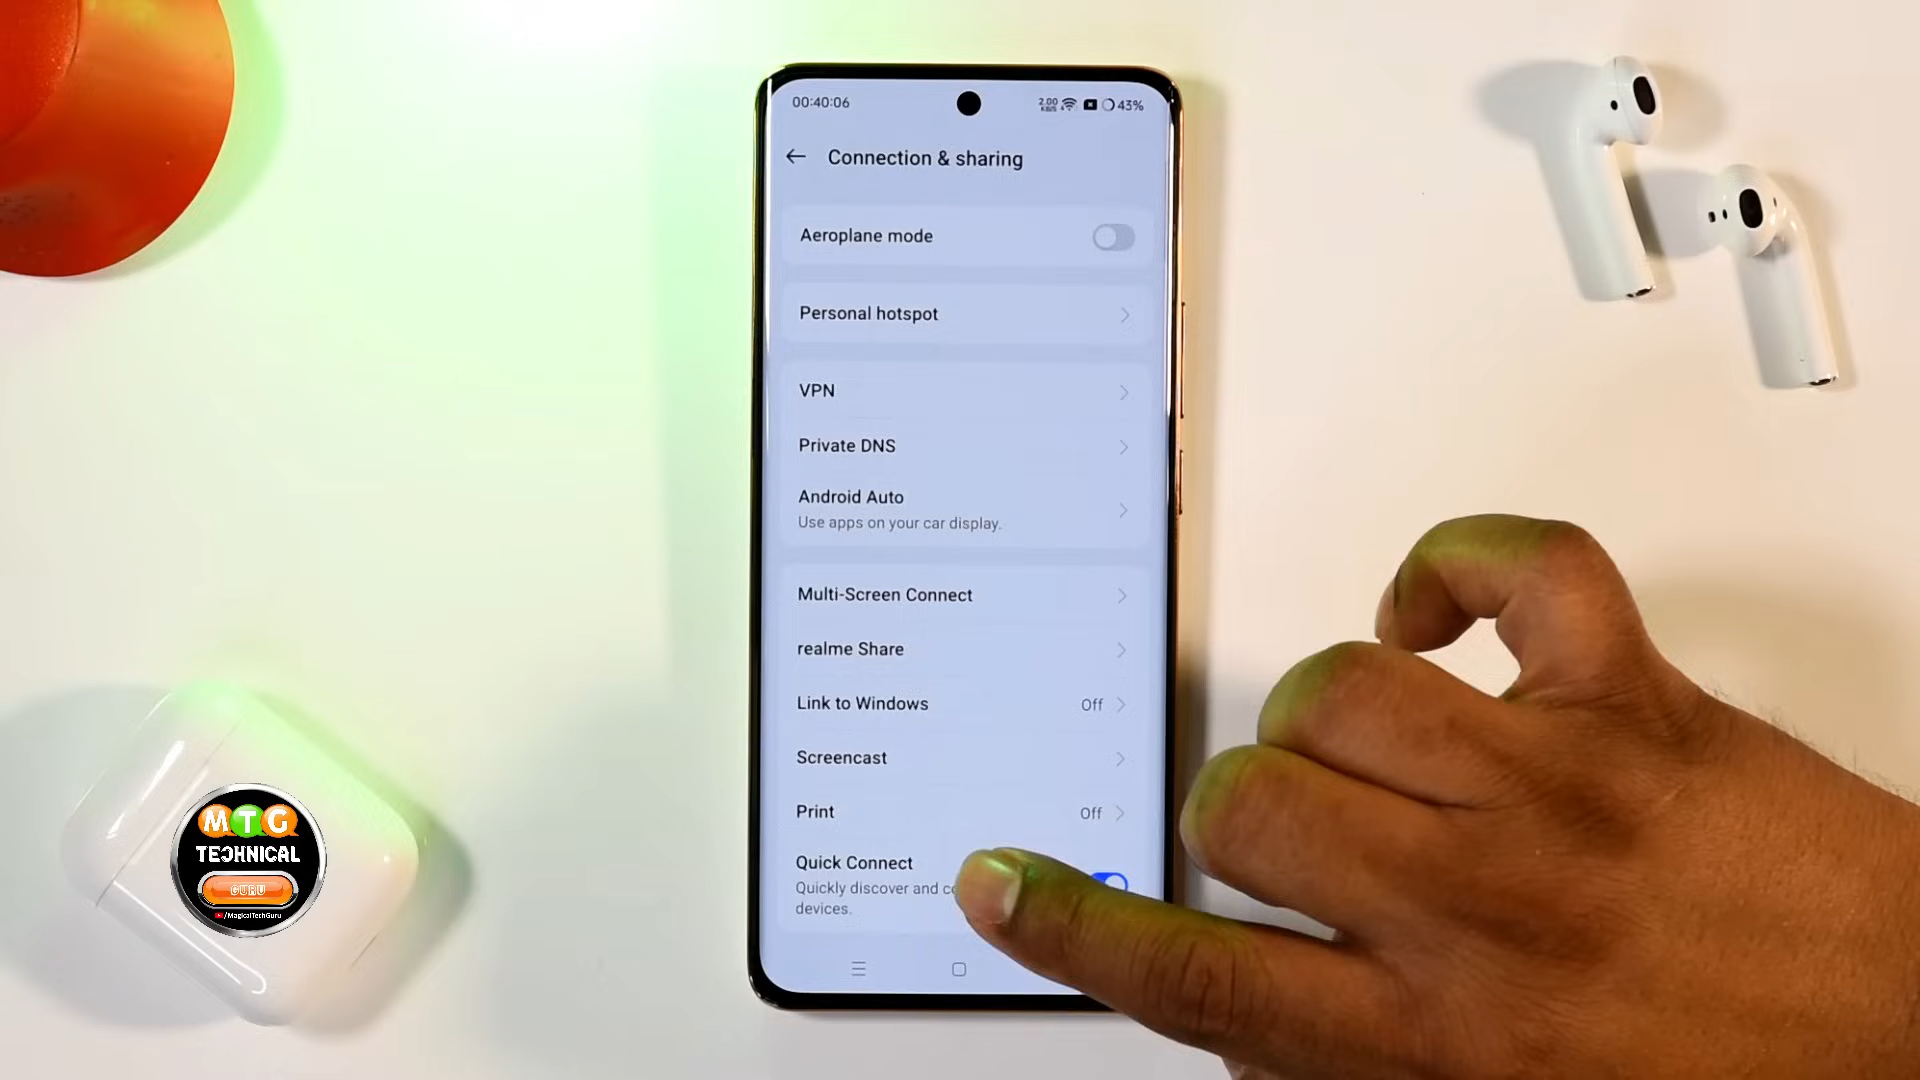 00:40:06
2.00
KB/S
43%
Connection & sharing
Aeroplane mode
Personal hotspot
VPN
Private DNS
Android Auto
Use apps on your car display.
Multi-Screen Connect
realme Share
Link to Windows
Off
Screencast
Print
Off
Quick Connect
Quickly discover and
devices.
MTG
TECHNICAL
GURU
/MagicalTechGuru